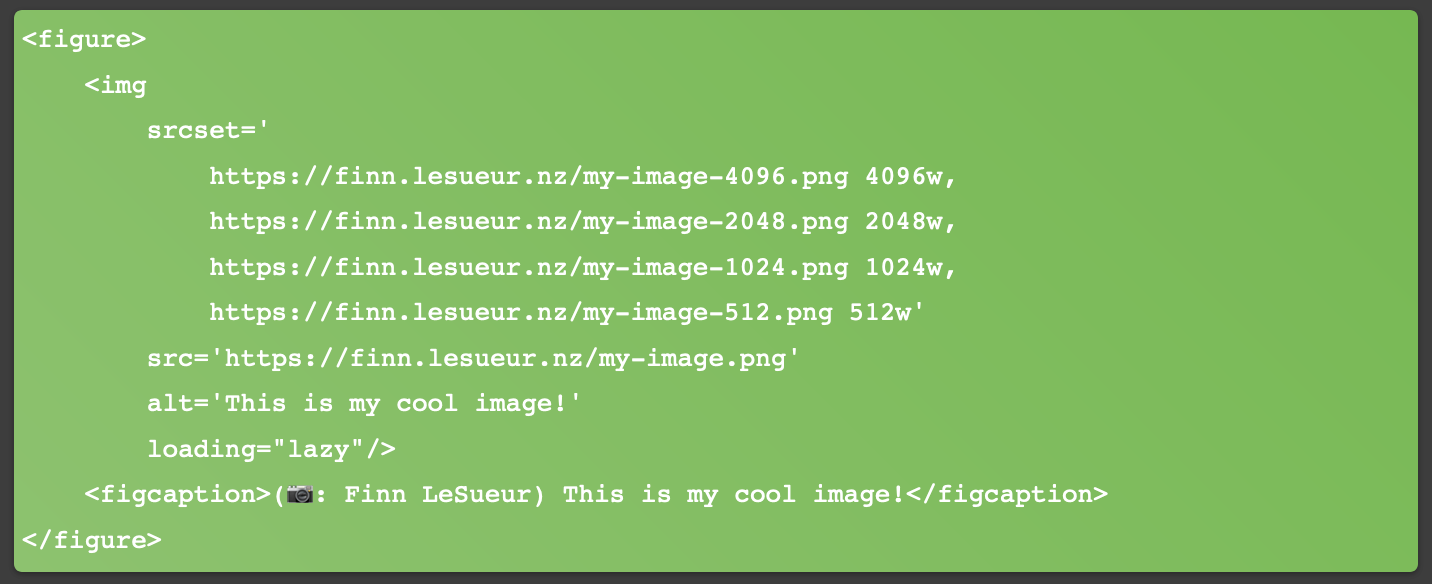 <figure>
    <img
        srcset='
            https://finn.lesueur.nz/my-image-4096.png 4096w,
            https://finn.lesueur.nz/my-image-2048.png 2048w,
            https://finn.lesueur.nz/my-image-1024.png 1024w,
            https://finn.lesueur.nz/my-image-512.png 512w'
        src='https://finn.lesueur.nz/my-image.png'
        alt='This is my cool image!'
        loading="lazy"/>
    <figcaption>(📷: Finn LeSueur) This is my cool image!</figcaption>
</figure>